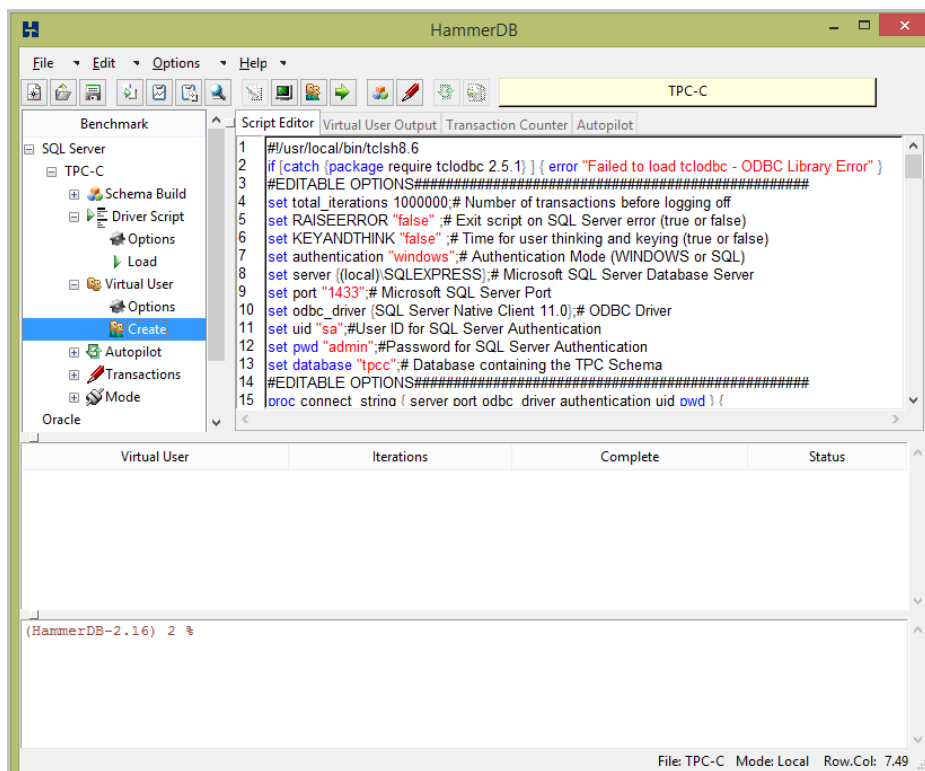 HammerDB
File Edit Options Help
TPC-C
Benchmark
SQL Server
TPC-C
Schema Build
Driver Script
Options
Load
Virtual User
Options
Create
Autopilot
Transactions
Mode
Oracle
Script Editor Virtual User Output Transaction Counter Autopilot
1 #!/usr/local/bin/tclsh8.6
2 if [catch {package require tclodbc 2.5.1} ] { error "Failed to load tclodbc - ODBC Library Error" }
3 #EDITABLE OPTIONS##################################################
4 set total_iterations 1000000;# Number of transactions before logging off
5 set RAISEERROR "false" ;# Exit script on SQL Server error (true or false)
6 set KEYANDTHINK "false" ;# Time for user thinking and keying (true or false)
7 set authentication "windows";# Authentication Mode (WINDOWS or SQL)
8 set server {(local)\SQLEXPRESS};# Microsoft SQL Server Database Server
9 set port "1433";# Microsoft SQL Server Port
10 set odbc_driver {SQL Server Native Client 11.0};# ODBC Driver
11 set uid "sa";#User ID for SQL Server Authentication
12 set pwd "admin";#Password for SQL Server Authentication
13 set database "tpcc";# Database containing the TPC Schema
14 #EDITABLE OPTIONS##################################################
15 proc connect_string { server port odbc_driver authentication uid pwd } {
Virtual User Iterations Complete Status
(HammerDB-2.16) 2 %
File: TPC-C Mode: Local Row.Col: 7.49